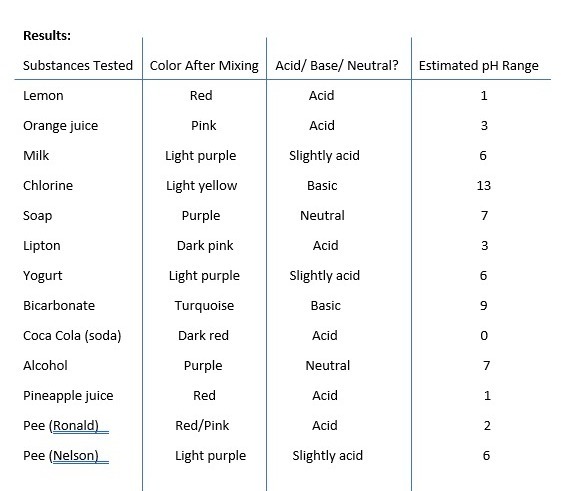 Results:
Substances Tested Color After Mixing Acid/ Base/ Neutral? Estimated pH Range
Lemon Red Acid 1
Orange juice Pink Acid 3
Milk Light purple Slightly acid 6
Chlorine Light yellow Basic 13
Soap Purple Neutral 7
Lipton Dark pink Acid 3
Yogurt Light purple Slightly acid 6
Bicarbonate Turquoise Basic 9
Coca Cola (soda) Dark red Acid 0
Alcohol Purple Neutral 7
Pineapple juice Red Acid 1
Pee (Ronald) Red/Pink Acid 2
Pee (Nelson) Light purple Slightly acid 6